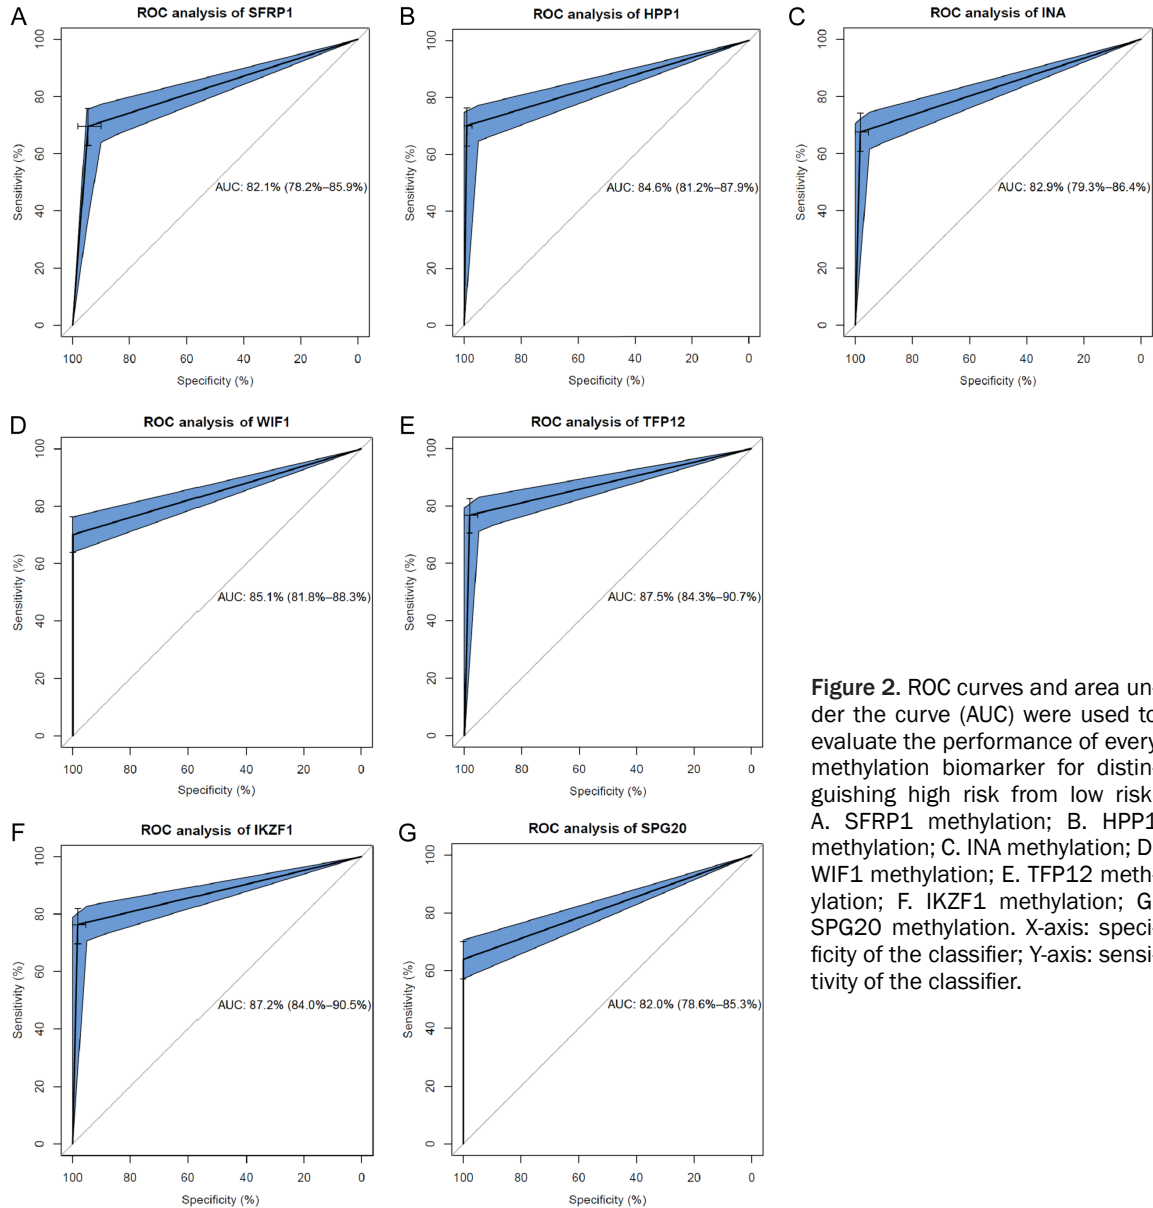 A
ROC analysis of SFRP1
Sensitivity (%)
100
80
60
40
20
0
AUC: 82.1% (78.2%–85.9%)
100 80 60 40 20 0
Specificity (%)
B
ROC analysis of HPP1
Sensitivity (%)
100
80
60
40
20
0
AUC: 84.6% (81.2%–87.9%)
100 80 60 40 20 0
Specificity (%)
C
ROC analysis of INA
Sensitivity (%)
100
80
60
40
20
0
AUC: 82.9% (79.3%–86.4%)
100 80 60 40 20 0
Specificity (%)
D
ROC analysis of WIF1
Sensitivity (%)
100
80
60
40
20
0
AUC: 85.1% (81.8%–88.3%)
100 80 60 40 20 0
Specificity (%)
E
ROC analysis of TFP12
Sensitivity (%)
100
80
60
40
20
0
AUC: 87.5% (84.3%–90.7%)
100 80 60 40 20 0
Specificity (%)
F
ROC analysis of IKZF1
Sensitivity (%)
100
80
60
40
20
0
AUC: 87.2% (84.0%–90.5%)
100 80 60 40 20 0
Specificity (%)
G
ROC analysis of SPG20
Sensitivity (%)
100
80
60
40
20
0
AUC: 82.0% (78.6%–85.3%)
100 80 60 40 20 0
Specificity (%)
Figure 2. ROC curves and area un-
der the curve (AUC) were used to
evaluate the performance of every
methylation biomarker for distin-
guishing high risk from low risk.
A. SFRP1 methylation; B. HPP1
methylation; C. INA methylation; D.
WIF1 methylation; E. TFP12 meth-
ylation; F. IKZF1 methylation; G.
SPG20 methylation. X-axis: speci-
ficity of the classifier; Y-axis: sensi-
tivity of the classifier.